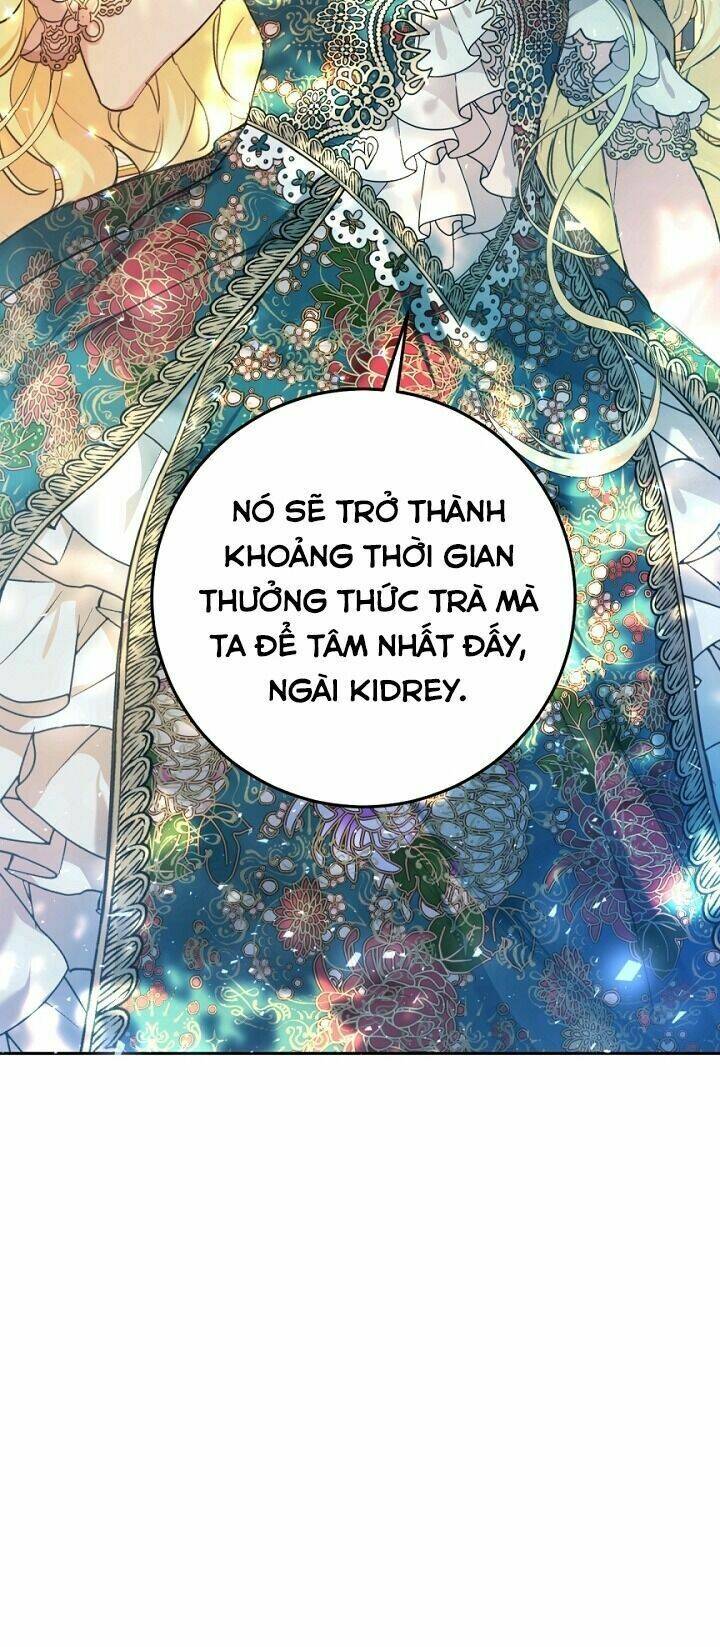 NÓ SẼ TRỞ THÀNH
KHOẢNG THỜI GIAN
THƯỞNG THỨC TRÀ MÀ
TA ĐỂ TÂM NHẤT ĐẤY,
NGÀI KIDREY.